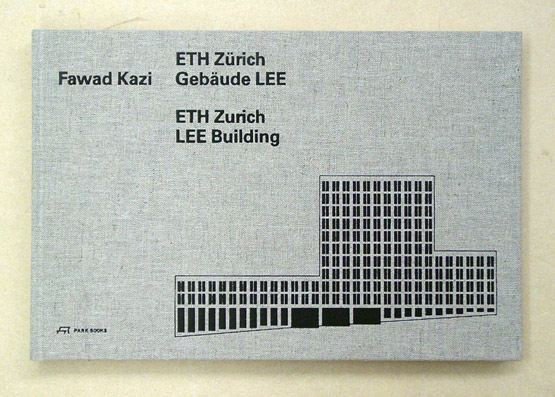 Fawad Kazi
ETH Zürich
Gebäude LEE
ETH Zurich
LEE Building
PARK BOOKS